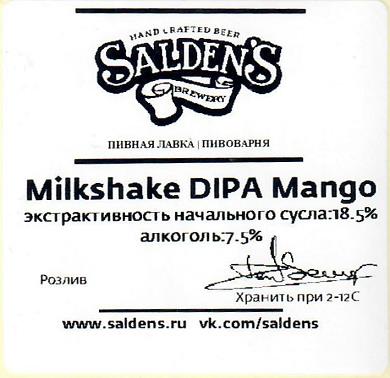 HAND CRAFTED BEER
SALDEN'S
BREWERY
ПИВНАЯ ЛАВКА | ПИВОВАРНЯ
Milkshake DIPA Mango
экстрактивность начального сусла:18.5%
алкоголь:7.5%
Розлив
Хранить при 2-12С
www.saldens.ru vk.com/saldens